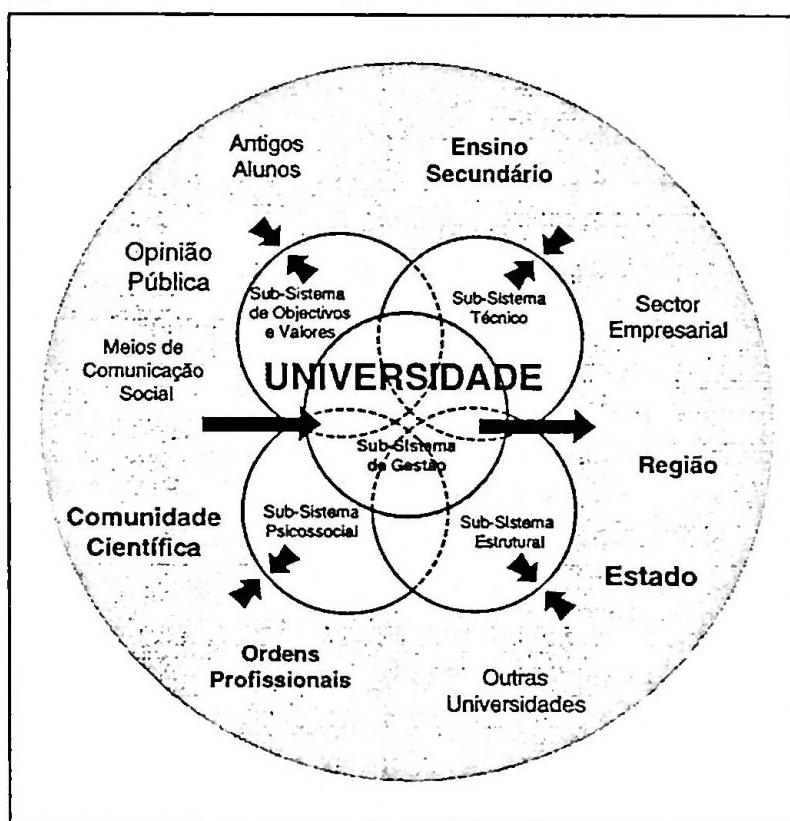 Antigos
Alunos
Ensino
Secundário
Opinião
Pública
Sub-Sistema
de Objectivos
e Valores
Sub-Sistema
Técnico
Sector
Empresarial
Meios de
Comunicação
Social
UNIVERSIDADE
Sub-Sistema
de Gestão
Região
Comunidade
Científica
Sub-Sistema
Psicossocial
Sub-Sistema
Estrutural
Estado
Ordens
Profissionais
Outras
Universidades